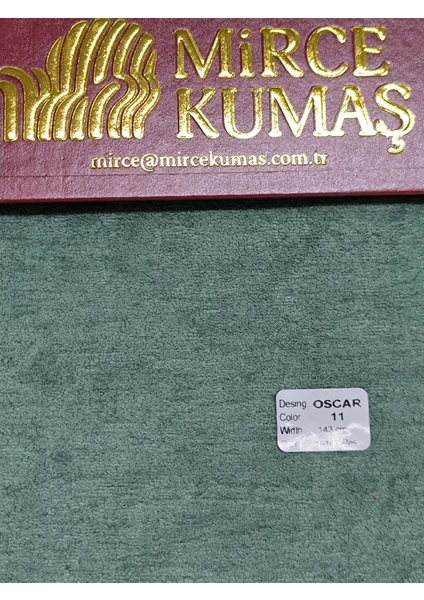 MiRCE
KUMAŞ
mirce@mircekumas.com.tr
Desing OSCAR
Color 11
Width 143 cm